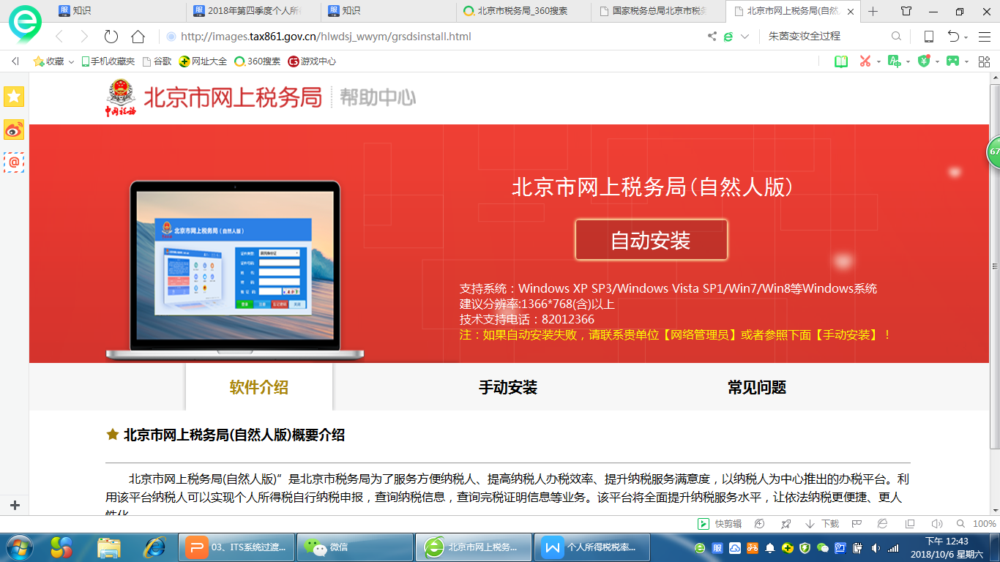 知识
2018年第四季度个人所
知识
北京市税务局_360搜索
国家税务总局北京市税务
北京市网上税务局(自然
http://images.tax861.gov.cn/hlwdsj_wwym/grsdsinstall.html
朱茵变妆全过程
收藏
手机收藏夹
谷歌
网址大全
360搜索
游戏中心
中国税务
北京市网上税务局
帮助中心
67
北京市网上税务局(自然人版)
自动安装
支持系统：Windows XP SP3/Windows Vista SP1/Win7/Win8等Windows系统
建议分辨率:1366*768(含)以上
技术支持电话：82012366
注：如果自动安装失败，请联系贵单位【网络管理员】或者参照下面【手动安装】！
北京市网上税务局（自然人版）
软件介绍
手动安装
常见问题
北京市网上税务局(自然人版)概要介绍
北京市网上税务局(自然人版)”是北京市税务局为了服务方便纳税人、提高纳税人办税效率、提升纳税服务满意度，以纳税人为中心推出的办税平台。利
用该平台纳税人可以实现个人所得税自行纳税申报，查询纳税信息，查询完税证明信息等业务。该平台将全面提升纳税服务水平，让依法纳税更便捷、更人
性化
快剪辑
下载
100%
03、ITS系统过渡...
微信
北京市网上税务...
个人所得税税率...
下午 12:43
2018/10/6 星期六